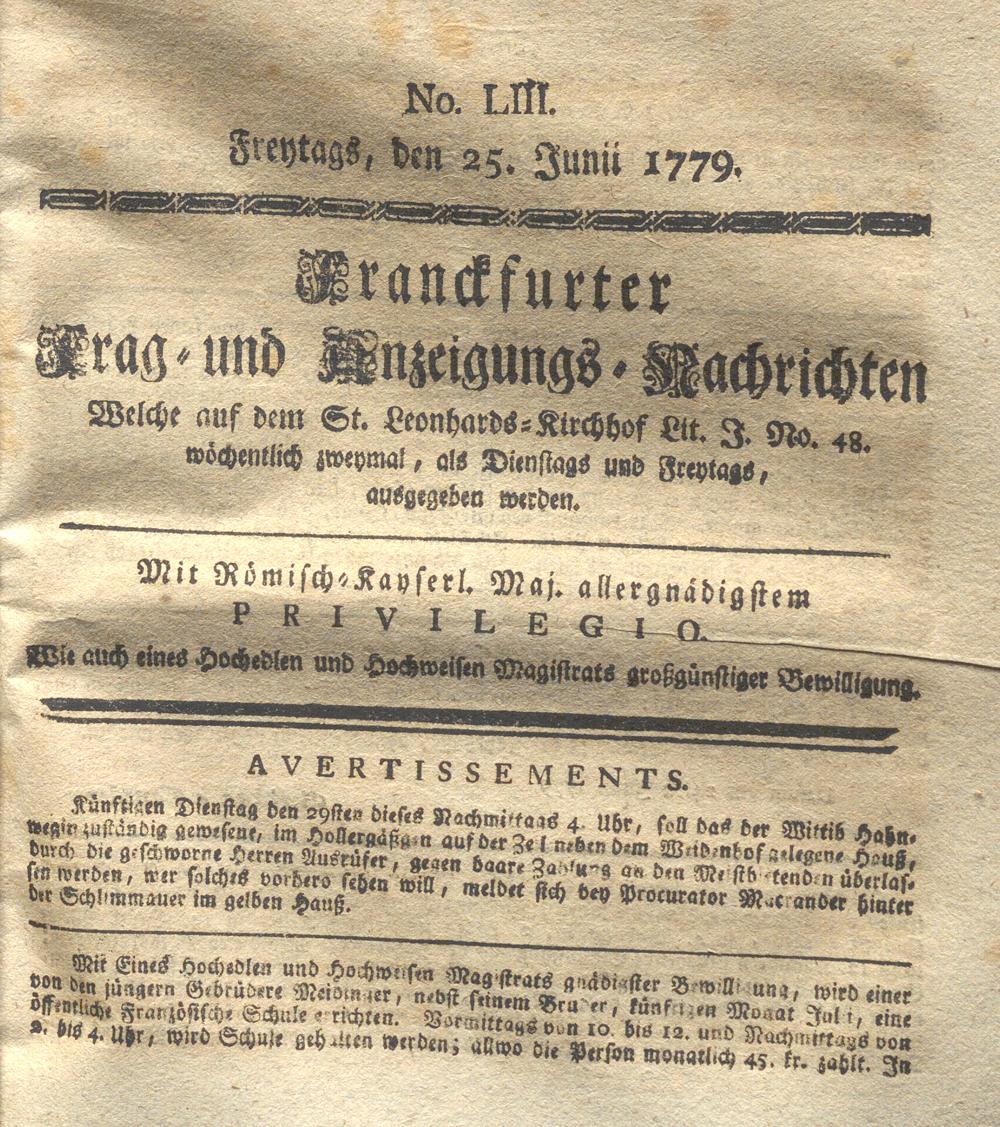 No. LIII.
Freytags, den 25. Junii 1779.
Franckfurter
Frag-und Anzeigungs-Nachrichten
Welche auf dem St. Leonhards-Kirchhof Lit. J. No. 48.
wöchentlich zweymal, als Dienstags und Freytags,
ausgegeben werden.
Mit Römisch-Kayserl. Maj. allergnädigstem
PRIVILEGIO.
Wie auch eines Hochedlen und Hochweisen Magistrats großgünstiger Bewilligung.
AVERTISSEMENTS.
Künftigen Dienstag den 29sten dieses Nachmittags 4. Uhr, soll das der Wittib Hahn-
wegin zuständig gewesene, im Hollergäßgen auf der Zeil neben dem Weidenhof gelegene Hauß,
durch die geschworne Herren Ausrüfer, gegen baare Zahlung an den Meistbietenden überlas-
sen werden, wer solches vorhero sehen will, meldet sich bey Procurator Macrander hinter
der Schlimmauer im gelben Hauß.
Mit Eines Hochedlen und Hochweisen Magistrats gnädigster Bewilligung, wird einer
von den jüngern Gebrüdere Meidinger, nebst seinem Bruder, künftigen Monat Julii, eine
öffentliche Französische Schule errichten. Vormittags von 10. bis 12. und Nachmittags von
2. bis 4. Uhr, wird Schule gehalten werden; allwo die Person monatlich 45. kr. zahlt. In